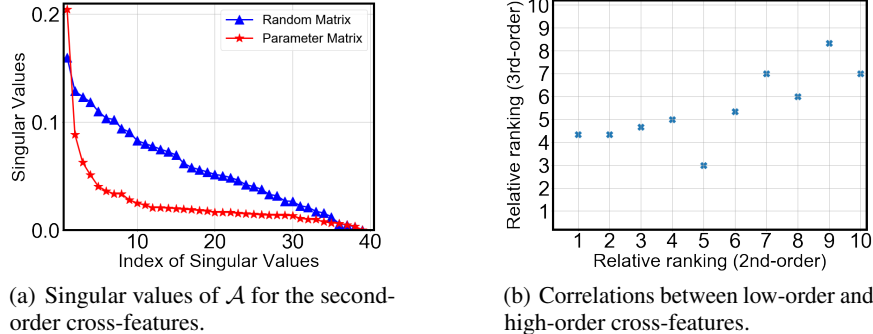 0.2
0.1
0.0
Singular Values
Random Matrix
Parameter Matrix
10 20 30 40
Index of Singular Values
(a) Singular values of 𝒜 for the second-
order cross-features.
10
9
8
7
6
5
4
3
2
1
Relative ranking (3rd-order)
1 2 3 4 5 6 7 8 9 10
Relative ranking (2nd-order)
(b) Correlations between low-order and
high-order cross-features.